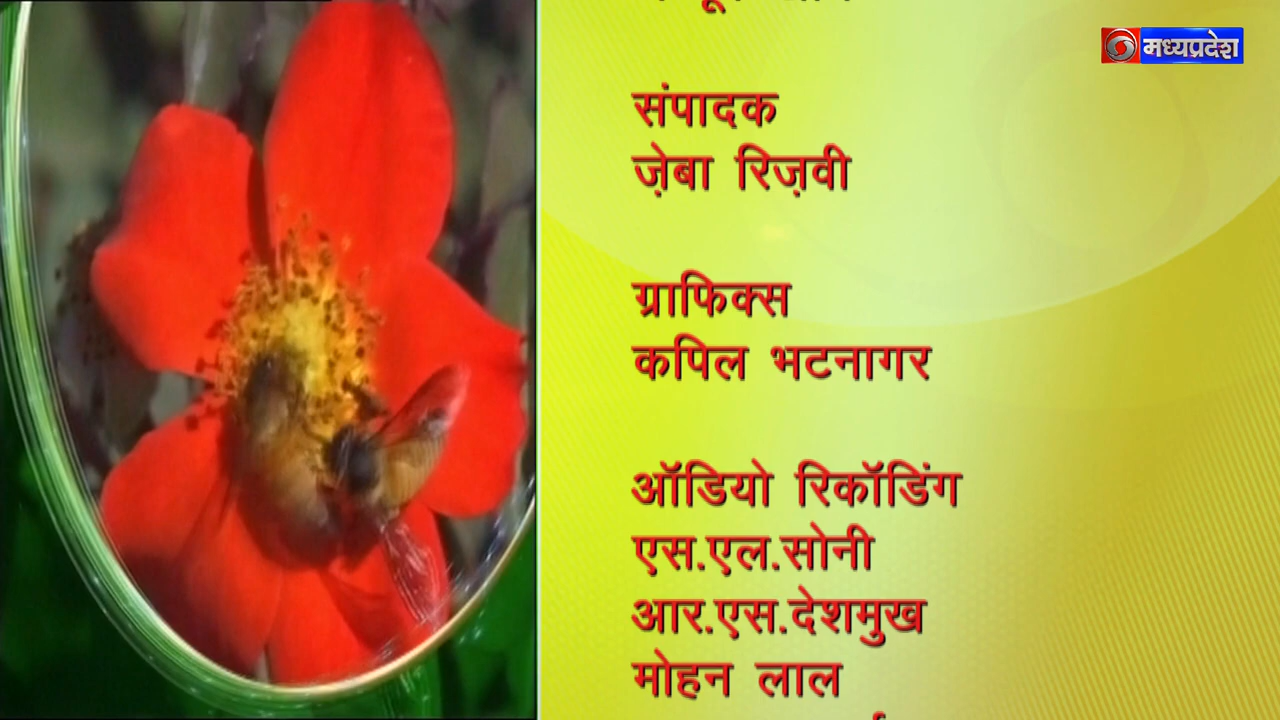 मध्यप्रदेश
संपादक
ज़ेबा रिज़वी
ग्राफिक्स
कपिल भटनागर
ऑडियो रिकॉडिंग
एस.एल.सोनी
आर.एस.देशमुख
मोहन लाल